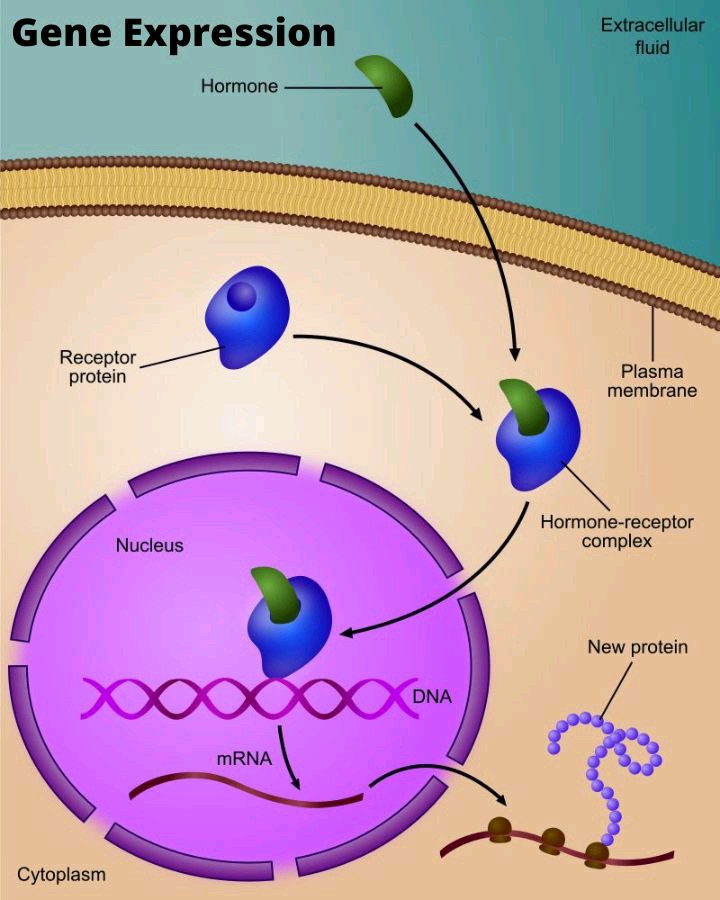 Gene Expression
Extracellular
fluid
Hormone
Receptor
protein
Plasma
membrane
Hormone-receptor
complex
Nucleus
New protein
DNA
mRNA
Cytoplasm